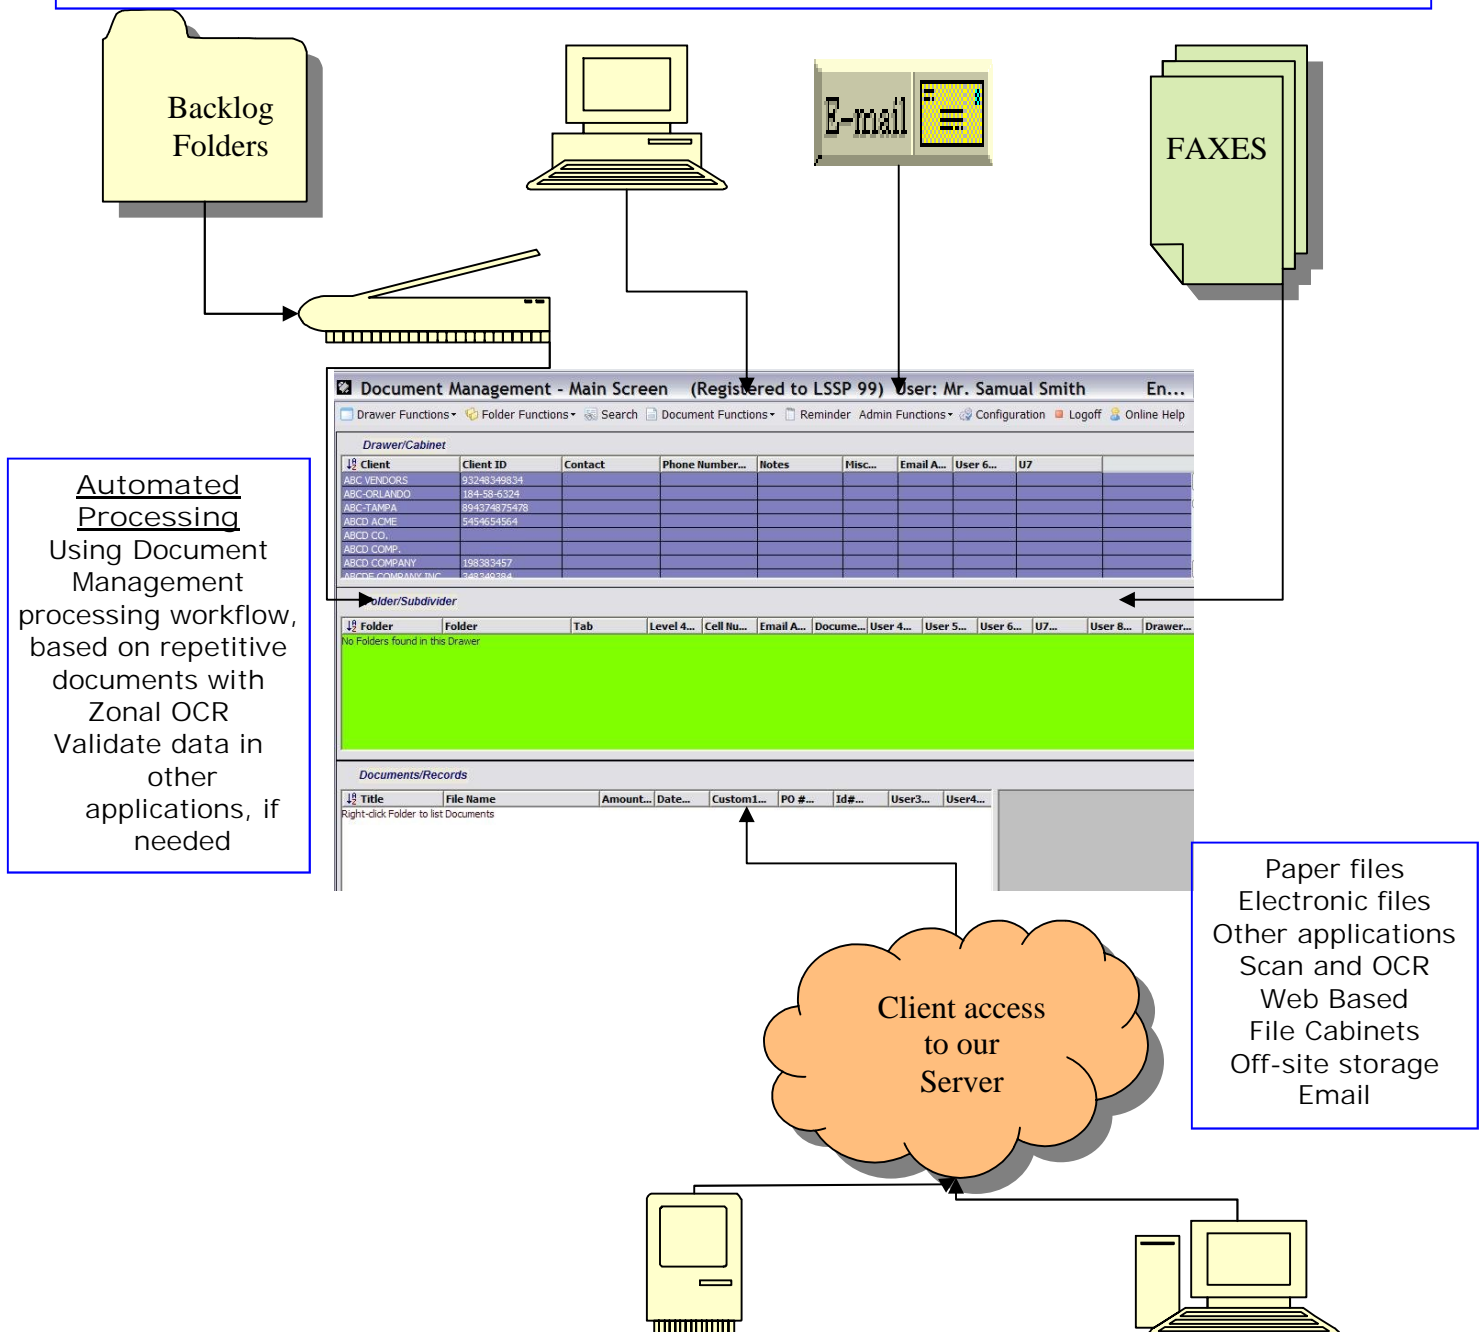 Backlog
Folders
E-mail
FAXES
Document Management - Main Screen (Registered to LSSP 99) User: Mr. Samual Smith En...
Drawer Functions Folder Functions Search Document Functions Reminder Admin Functions Configuration Logoff Online Help
Drawer/Cabinet
Client Client ID Contact Phone Number... Notes Misc... Email A... User 6... U7
ABC VENDORS 93248349834
ABC-ORLANDO 184-58-6324
ABC-TAMPA 894374875478
ABCD ACME 5454654564
ABCD CO.
ABCD COMP.
ABCD COMPANY 198383457
ABCDE COMPANY INC 348349384
Folder/Subdivider
Folder Folder Tab Level 4... Cell Nu... Email A... Docume... User 4... User 5... User 6... U7... User 8... Drawer...
No Folders found in this Drawer
Documents/Records
Title File Name Amount... Date... Custom1... PO #... Id#... User3... User4...
Right-click Folder to list Documents
Automated
Processing
Using Document
Management
processing workflow,
based on repetitive
documents with
Zonal OCR
Validate data in
other
applications, if
needed
Client access
to our
Server
Paper files
Electronic files
Other applications
Scan and OCR
Web Based
File Cabinets
Off-site storage
Email